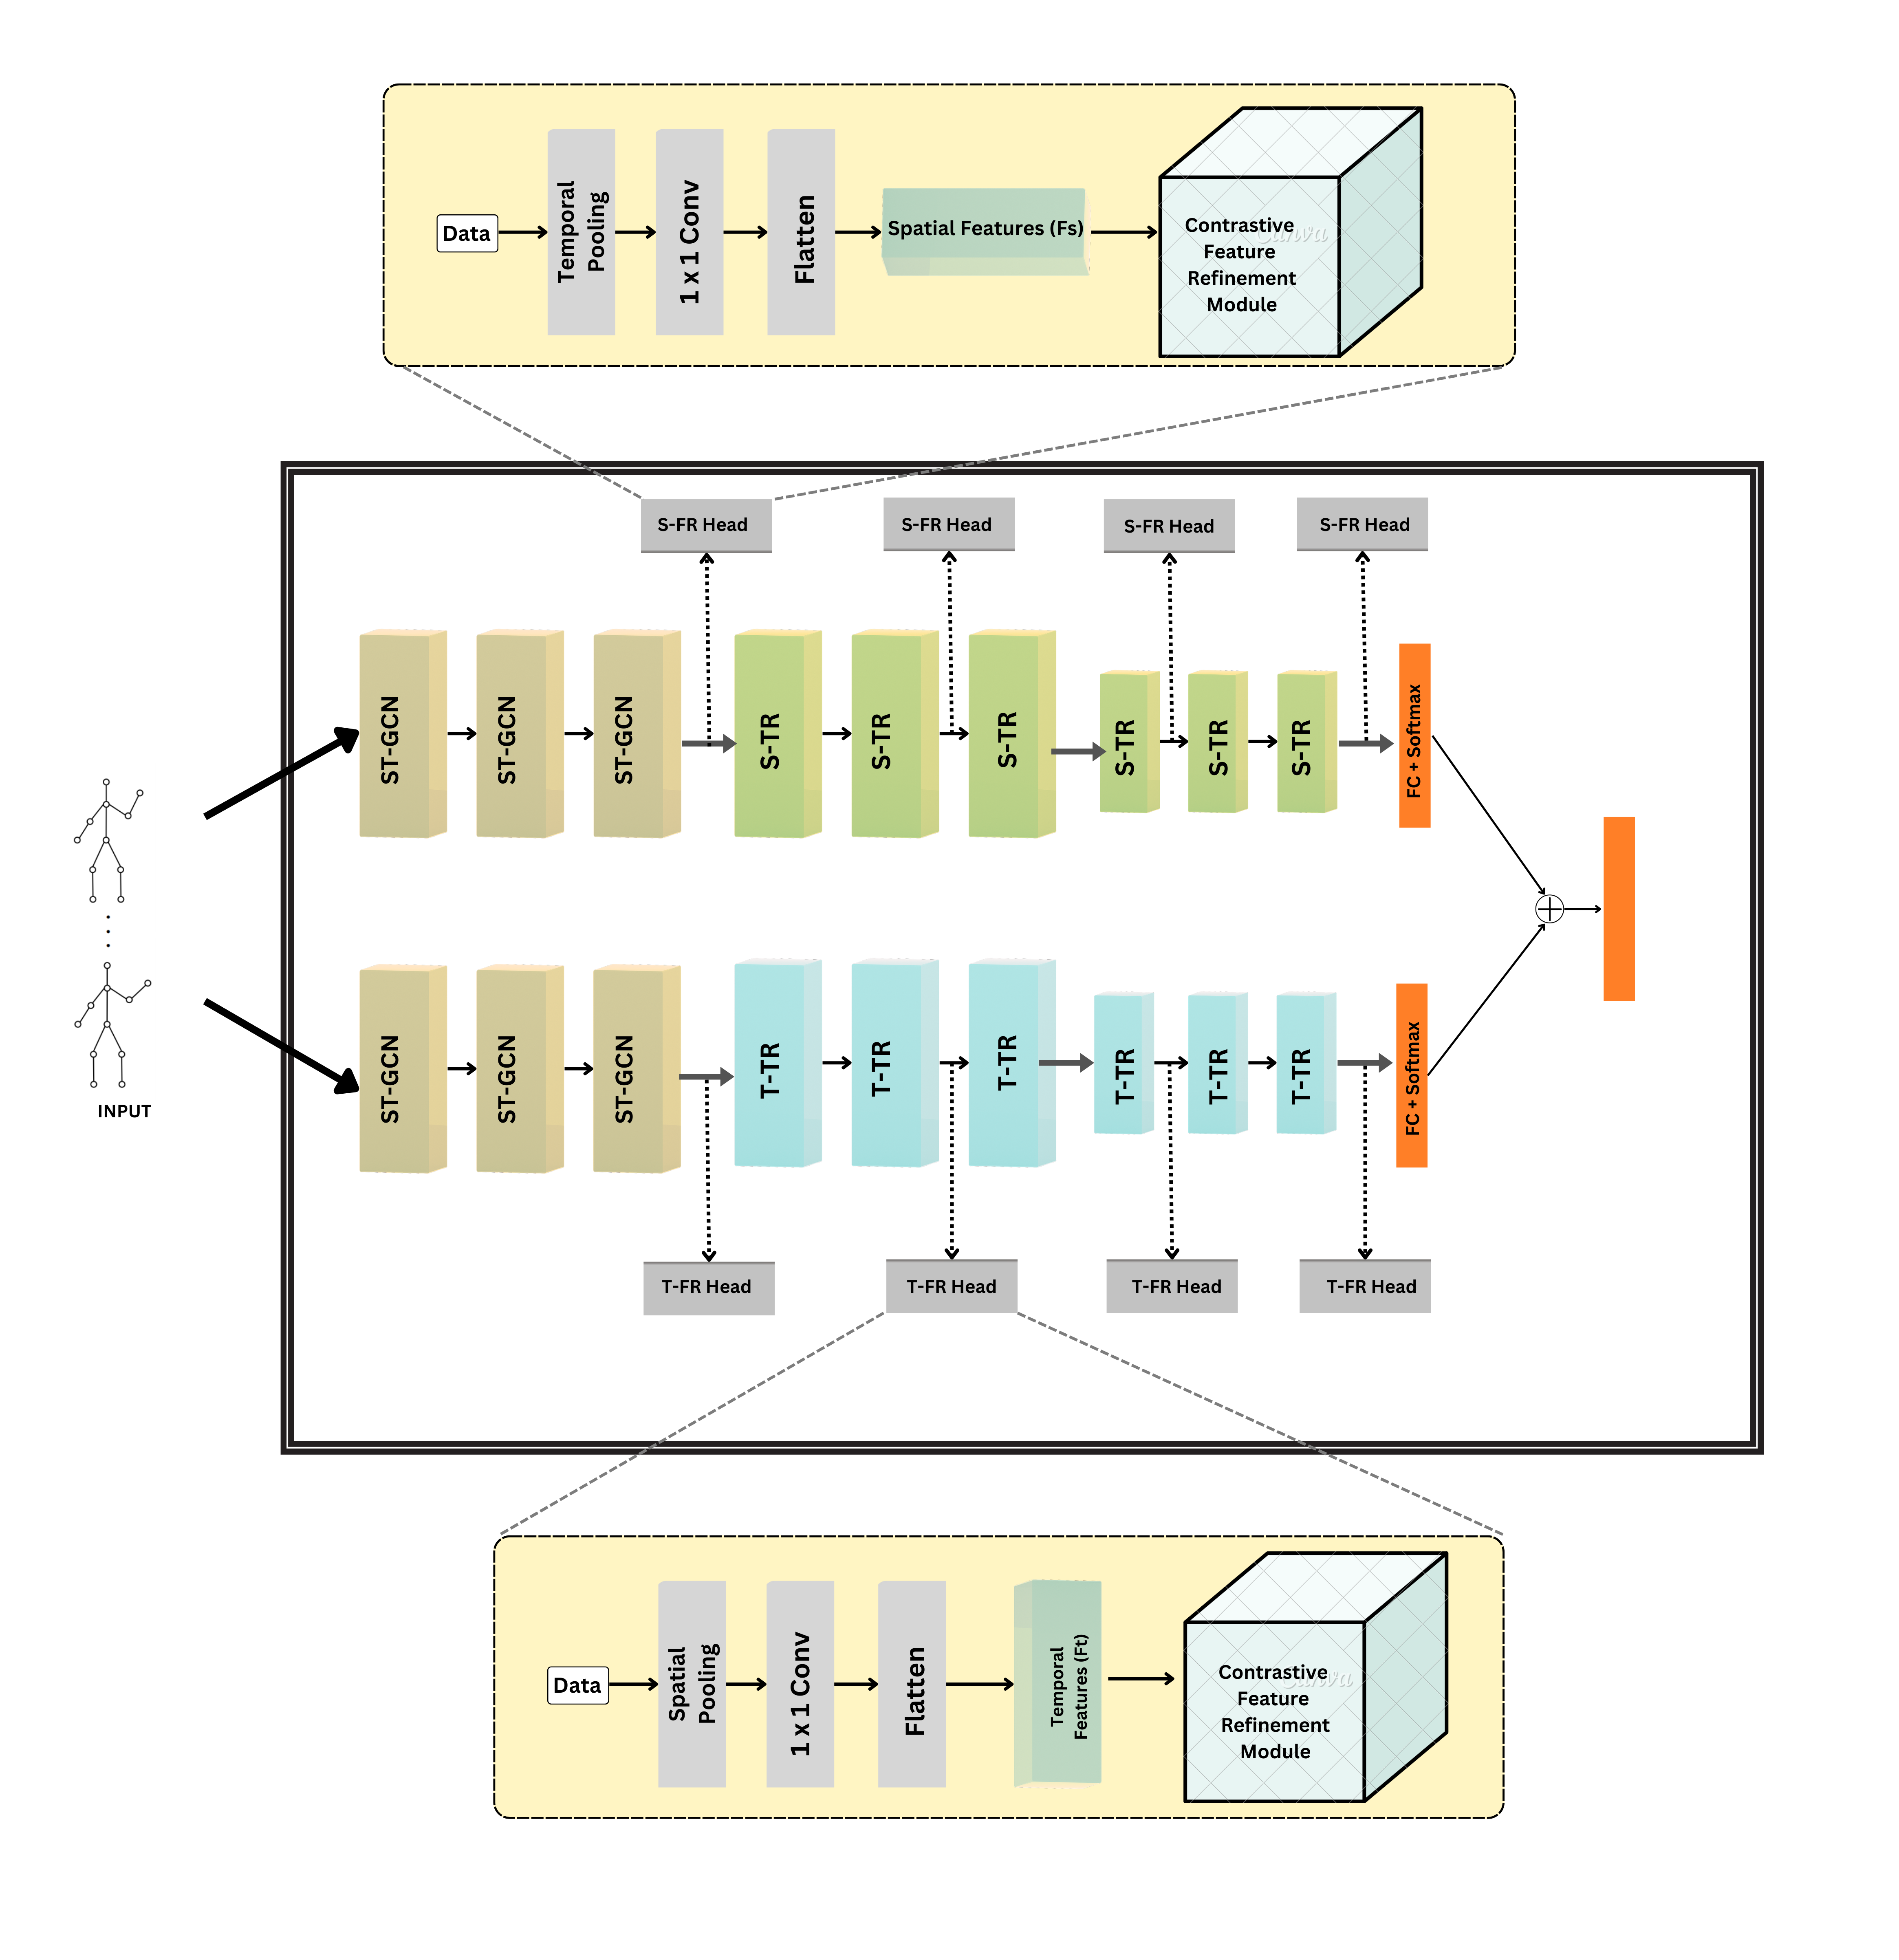 Data
Temporal
Pooling
1 x 1 Conv
Flatten
Spatial Features (Fs)
Contrastive
Feature
Refinement
Module
Canva
S-FR Head
S-FR Head
S-FR Head
S-FR Head
ST-GCN
ST-GCN
ST-GCN
S-TR
S-TR
S-TR
S-TR
S-TR
S-TR
FC + Softmax
INPUT
ST-GCN
ST-GCN
ST-GCN
T-TR
T-TR
T-TR
T-TR
T-TR
T-TR
FC + Softmax
T-FR Head
T-FR Head
T-FR Head
T-FR Head
Data
Spatial
Pooling
1 x 1 Conv
Flatten
Temporal
Features (Ft)
Contrastive
Feature
Refinement
Module
Canva